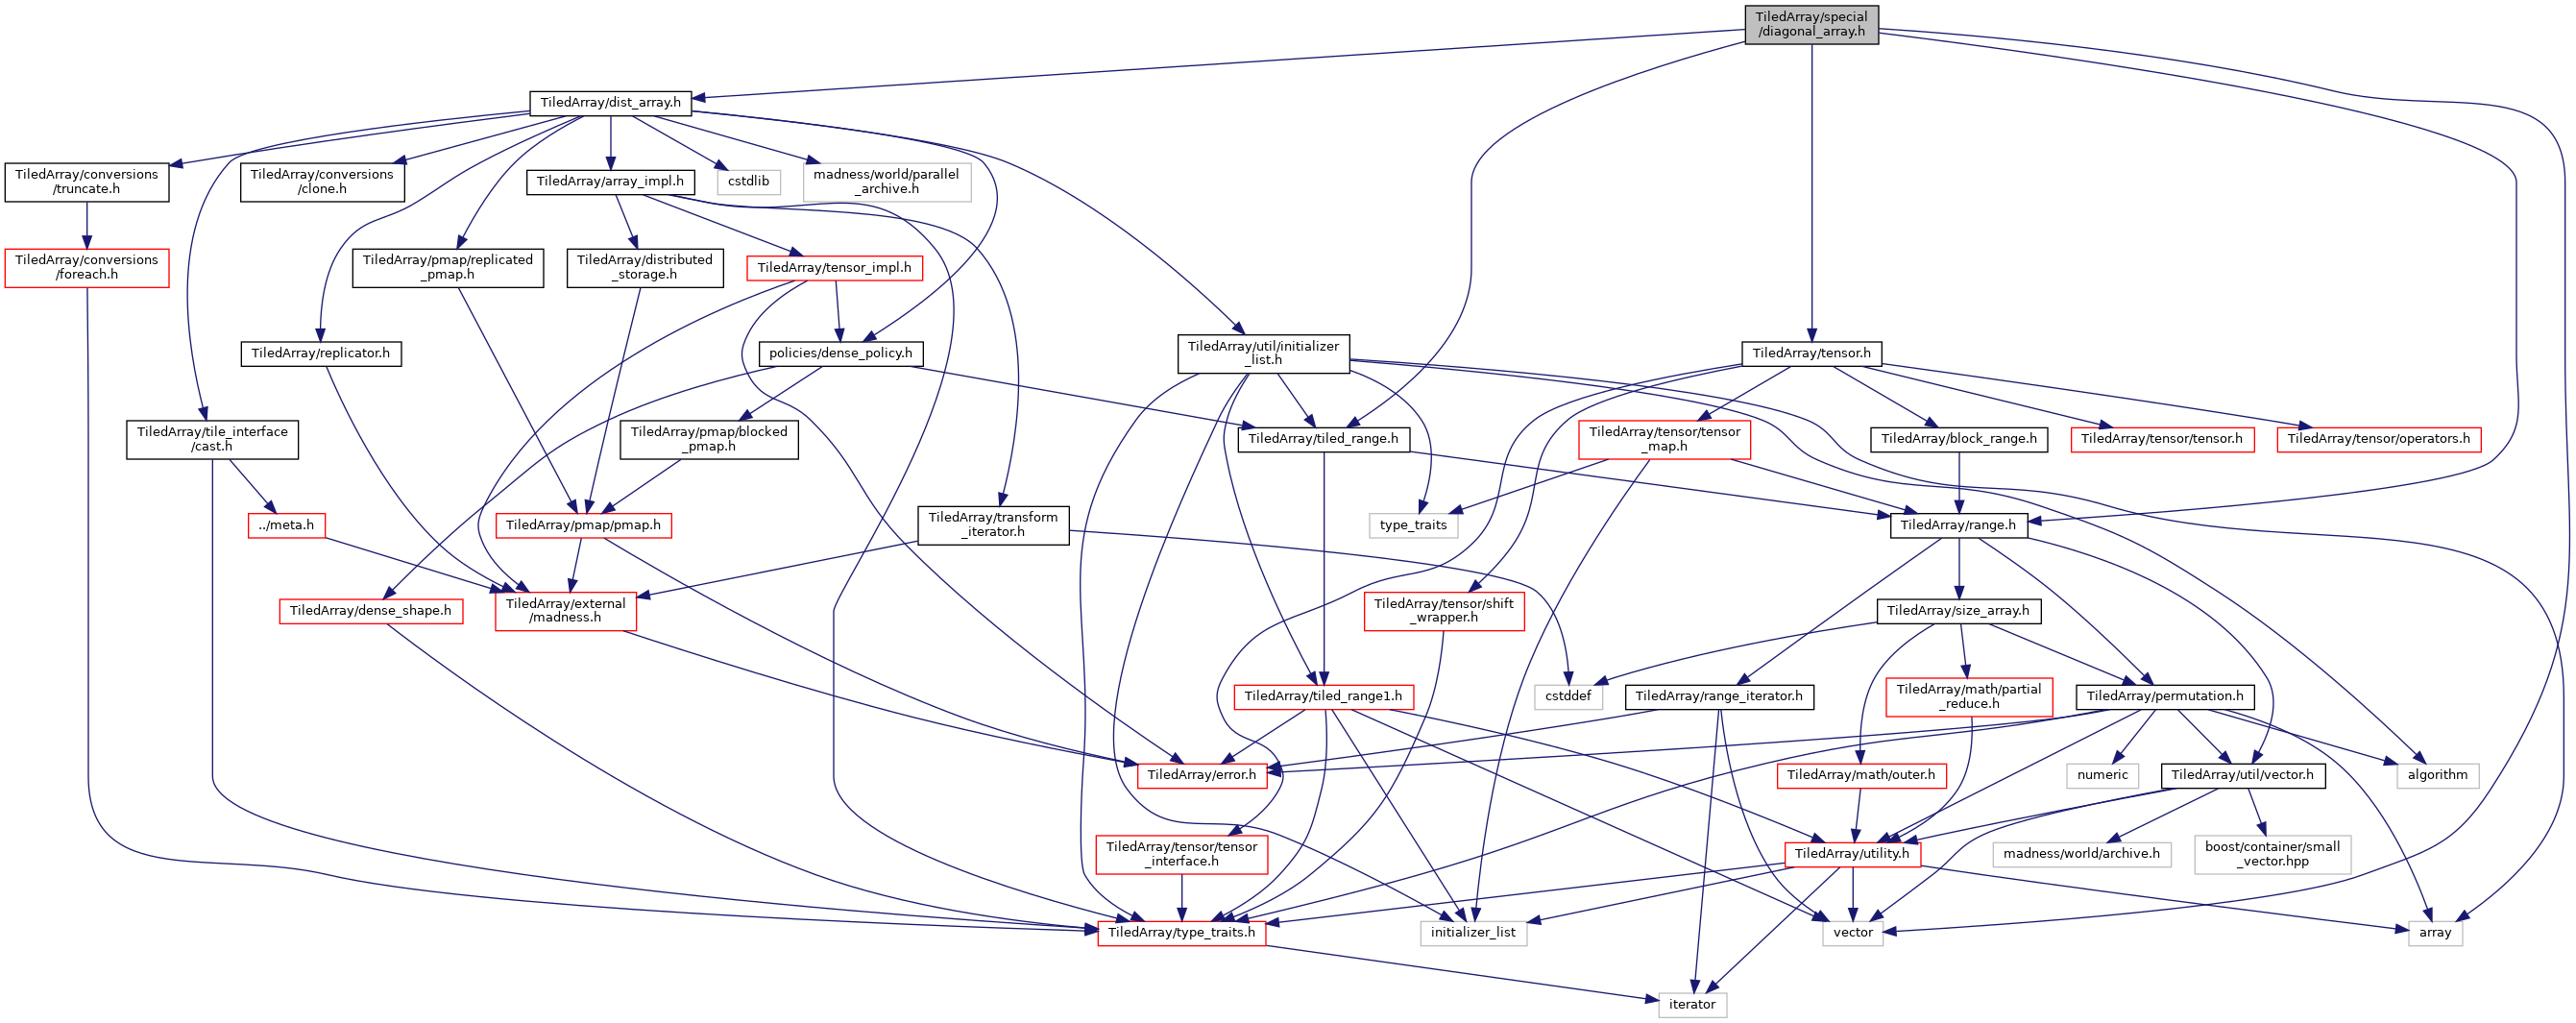 TiledArray/special
/diagonal_array.h
TiledArray/dist_array.h
TiledArray/conversions
/truncate.h
TiledArray/conversions
/clone.h
TiledArray/array_impl.h
cstdlib
madness/world/parallel
_archive.h
TiledArray/conversions
/foreach.h
TiledArray/pmap/replicated
_pmap.h
TiledArray/distributed
_storage.h
TiledArray/tensor_impl.h
TiledArray/replicator.h
policies/dense_policy.h
TiledArray/util/initializer
_list.h
TiledArray/tensor.h
TiledArray/tile_interface
/cast.h
TiledArray/pmap/blocked
_pmap.h
TiledArray/tiled_range.h
TiledArray/tensor/tensor
_map.h
TiledArray/block_range.h
TiledArray/tensor/tensor.h
TiledArray/tensor/operators.h
../meta.h
TiledArray/pmap/pmap.h
TiledArray/transform
_iterator.h
type_traits
TiledArray/range.h
TiledArray/dense_shape.h
TiledArray/external
/madness.h
TiledArray/tensor/shift
_wrapper.h
TiledArray/size_array.h
TiledArray/tiled_range1.h
cstddef
TiledArray/range_iterator.h
TiledArray/math/partial
_reduce.h
TiledArray/permutation.h
TiledArray/error.h
TiledArray/math/outer.h
numeric
TiledArray/util/vector.h
algorithm
TiledArray/tensor/tensor
_interface.h
TiledArray/utility.h
madness/world/archive.h
boost/container/small
_vector.hpp
TiledArray/type_traits.h
initializer_list
vector
array
iterator